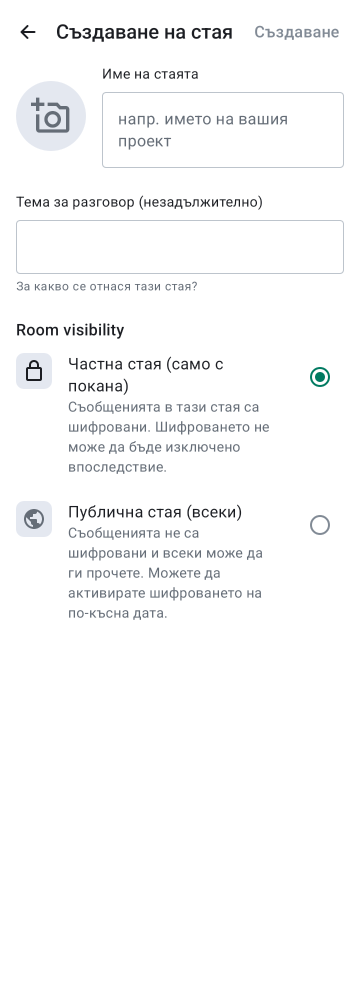 Създаване на стая
Създаване
Име на стаята
напр. името на вашия
проект
Тема за разговор (незадължително)
За какво се отнася тази стая?
Room visibility
Частна стая (само с
покана)
Съобщенията в тази стая са
шифровани. Шифроването не
може да бъде изключено
впоследствие.
Публична стая (всеки)
Съобщенията не са
шифровани и всеки може да
ги прочете. Можете да
активирате шифроването на
по-късна дата.